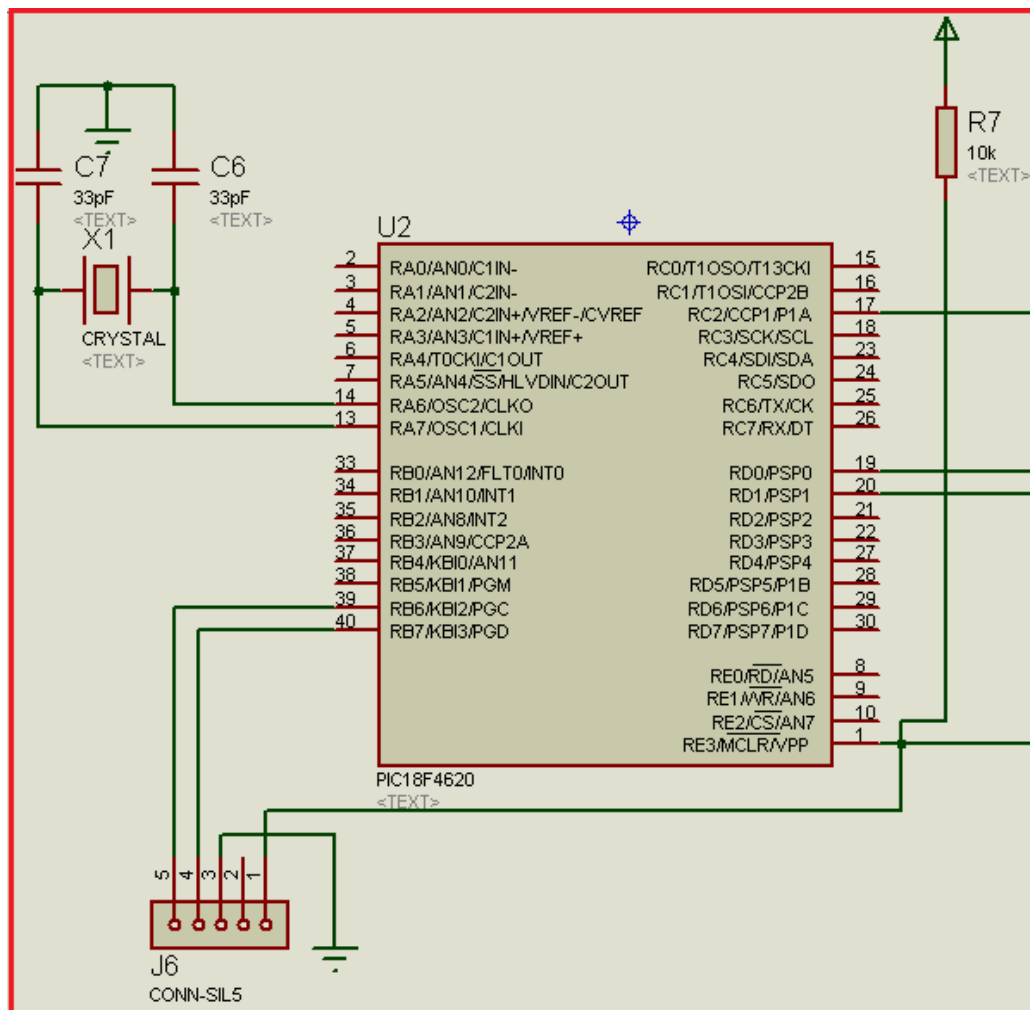 R7
10k
<TEXT>
C7
33pF
<TEXT>
C6
33pF
<TEXT>
X1
CRYSTAL
<TEXT>
U2
2 RA0/AN0/C1IN-
3 RA1/AN1/C2IN-
4 RA2/AN2/C2IN+/VREF-/CVREF
5 RA3/AN3/C1IN+/VREF+
6 RA4/T0CKI/C1OUT
7 RA5/AN4/SS/HLVDIN/C2OUT
14 RA6/OSC2/CLKO
13 RA7/OSC1/CLKI
33 RB0/AN12/FLT0/INT0
34 RB1/AN10/INT1
35 RB2/AN8/INT2
36 RB3/AN9/CCP2A
37 RB4/KBI0/AN11
38 RB5/KBI1/PGM
39 RB6/KBI2/PGC
40 RB7/KBI3/PGD
RC0/T1OSO/T13CKI 15
RC1/T1OSI/CCP2B 16
RC2/CCP1/P1A 17
RC3/SCK/SCL 18
RC4/SDI/SDA 23
RC5/SDO 24
RC6/TX/CK 25
RC7/RX/DT 26
RD0/PSP0 19
RD1/PSP1 20
RD2/PSP2 21
RD3/PSP3 22
RD4/PSP4 27
RD5/PSP5/P1B 28
RD6/PSP6/P1C 29
RD7/PSP7/P1D 30
RE0/RD/AN5 8
RE1/WR/AN6 9
RE2/CS/AN7 10
RE3/MCLR/VPP 1
PIC18F4620
<TEXT>
5 4 3 2 1
J6
CONN-SIL5